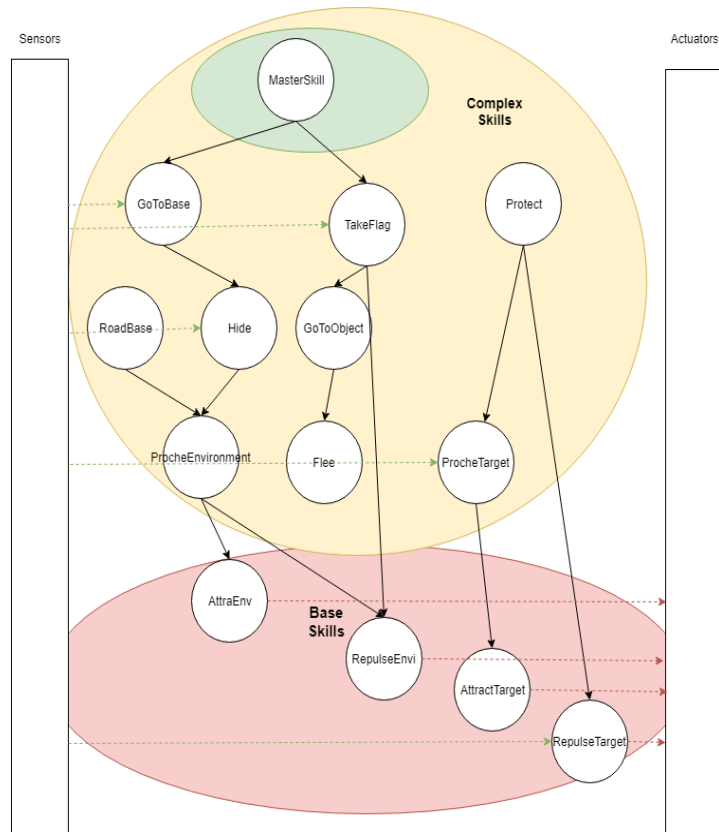 Sensors
Actuators
MasterSkill
Complex
Skills
GoToBase
TakeFlag
Protect
RoadBase
Hide
GoToObject
ProcheEnvironment
Flee
ProcheTarget
AttraEnv
Base
Skills
RepulseEnvi
AttractTarget
RepulseTarget